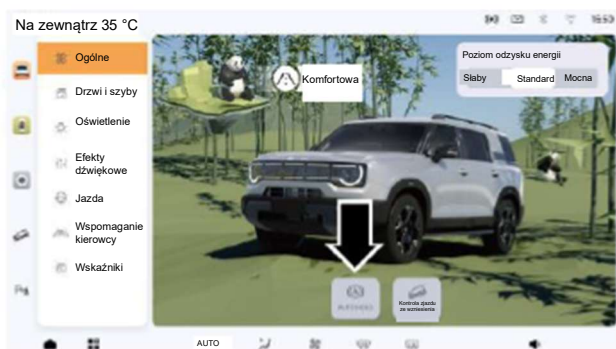 Na zewnątrz 35 °C
Ogólne
Drzwi i szyby
Oświetlenie
Efekty
dźwiękowe
Jazda
Wspomaganie
kierowcy
Wskaźniki
Komfortowa
Poziom odzysku energii
Słaby Standard Mocna
Kontrola zjazdu
ze wzniesienia
AUTO